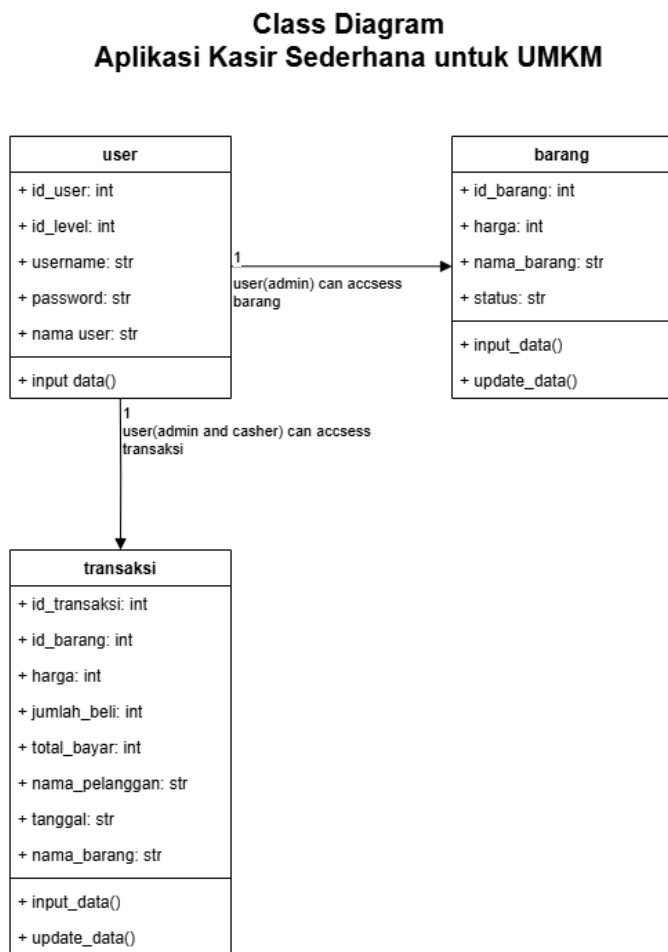 Class Diagram
Aplikasi Kasir Sederhana untuk UMKM
user
+ id_user: int
+ id_level: int
+ username: str
+ password: str
+ nama user: str
+ input data()
1
user(admin) can accsess
barang
barang
+ id_barang: int
+ harga: int
+ nama_barang: str
+ status: str
+ input_data()
+ update_data()
1
user(admin and casher) can accsess
transaksi
transaksi
+ id_transaksi: int
+ id_barang: int
+ harga: int
+ jumlah_beli: int
+ total_bayar: int
+ nama_pelanggan: str
+ tanggal: str
+ nama_barang: str
+ input_data()
+ update_data()